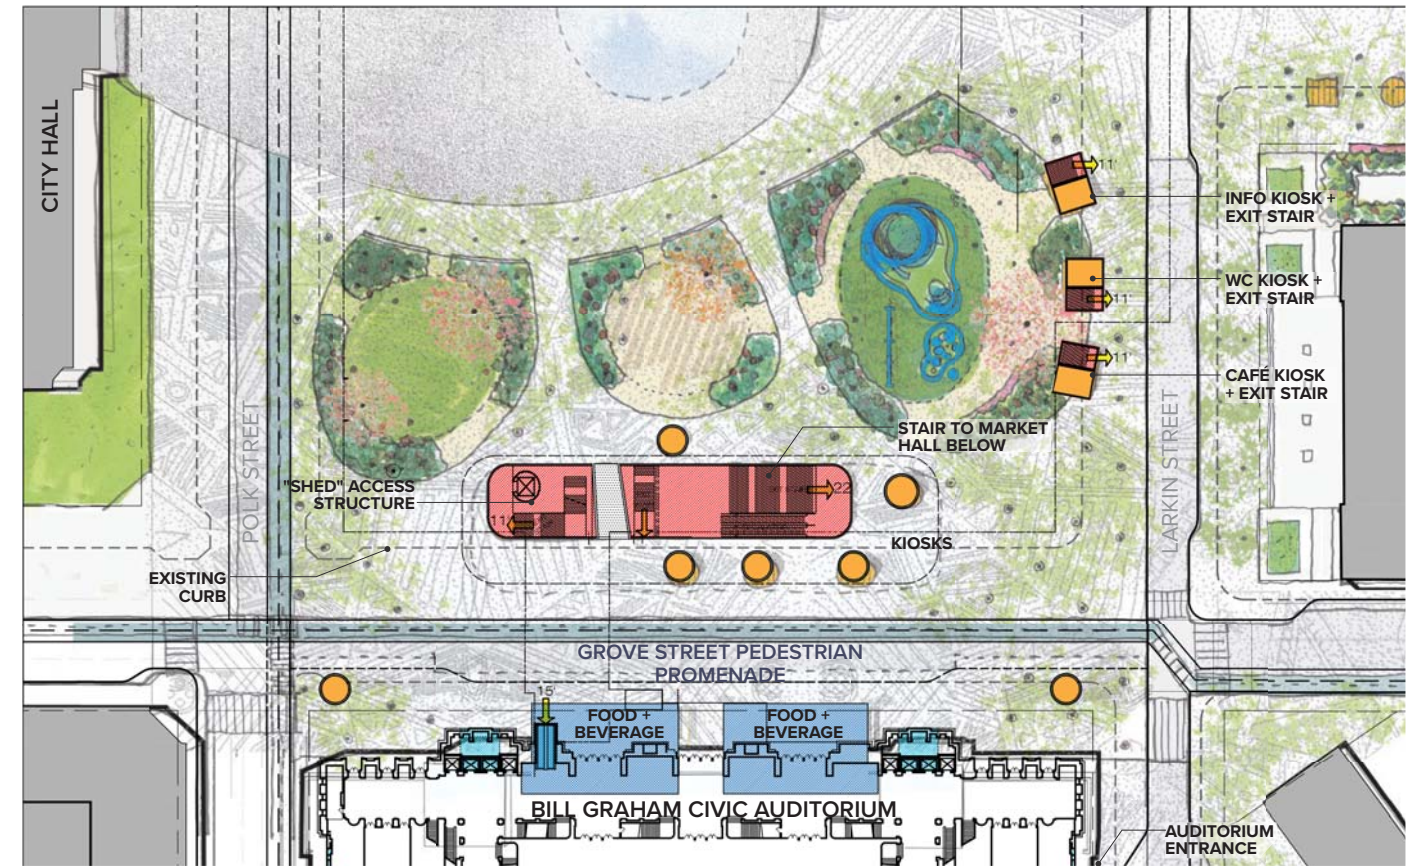 CITY HALL
11'
INFO KIOSK +
EXIT STAIR
WC KIOSK +
EXIT STAIR
11'
11'
CAFÉ KIOSK
+ EXIT STAIR
POLK STREET
LARKIN STREET
STAIR TO MARKET
HALL BELOW
"SHED" ACCESS
STRUCTURE
22
11'
KIOSKS
EXISTING
CURB
GROVE STREET PEDESTRIAN
PROMENADE
15'
FOOD +
BEVERAGE
FOOD +
BEVERAGE
BILL GRAHAM CIVIC AUDITORIUM
AUDITORIUM
ENTRANCE